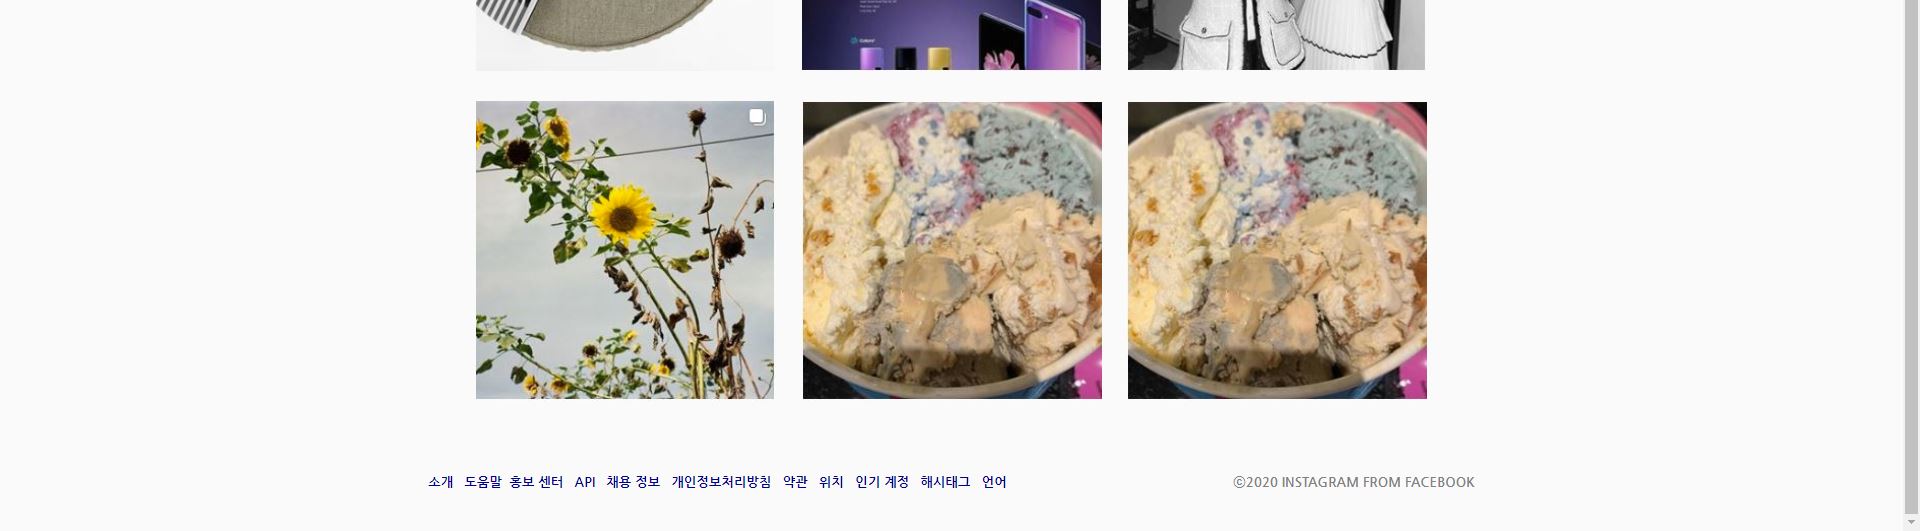 Colors
소개 도움말 홍보 센터 API 채용 정보 개인정보처리방침 약관 위치 인기 계정 해시태그 언어
©2020 INSTAGRAM FROM FACEBOOK